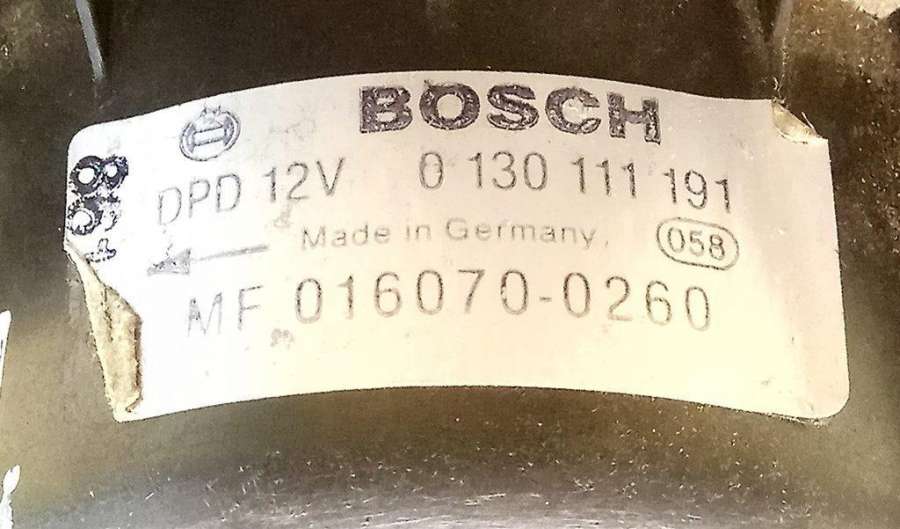 BOSCH
DPD 12V 0 130 111 191
Made in Germany 058
MF 016070-0260